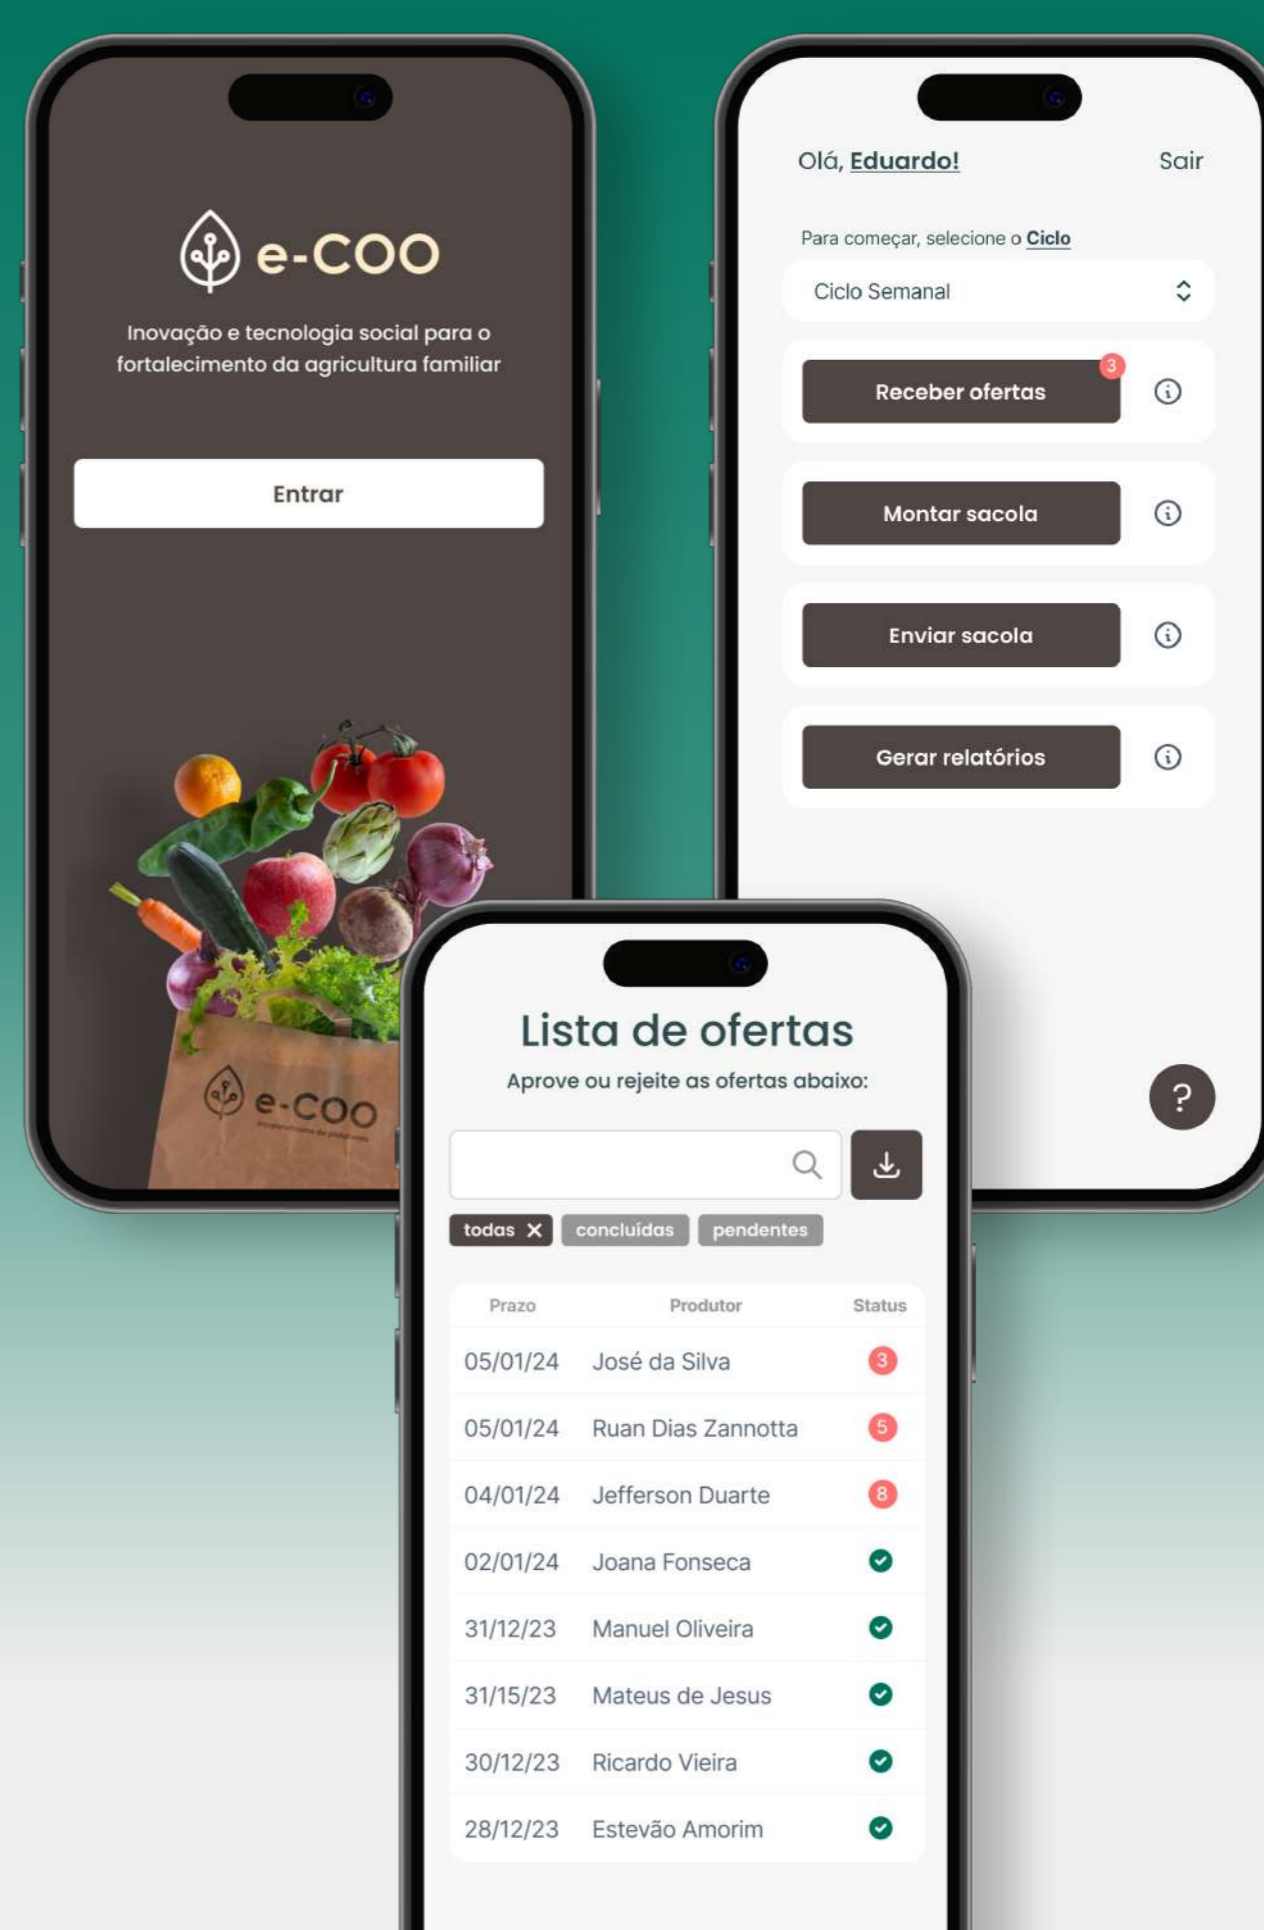 e-COO
Inovação e tecnologia social para o
fortalecimento da agricultura familiar
Entrar
e-COO
Olá, Eduardo!
Sair
Para começar, selecione o Ciclo
Ciclo Semanal
3
Receber ofertas
Montar sacola
Enviar sacola
Gerar relatórios
?
Lista de ofertas
Aprove ou rejeite as ofertas abaixo:
todas X concluídas pendentes
Prazo Produtor Status
05/01/24 José da Silva 3
05/01/24 Ruan Dias Zannotta 5
04/01/24 Jefferson Duarte 8
02/01/24 Joana Fonseca
31/12/23 Manuel Oliveira
31/15/23 Mateus de Jesus
30/12/23 Ricardo Vieira
28/12/23 Estevão Amorim